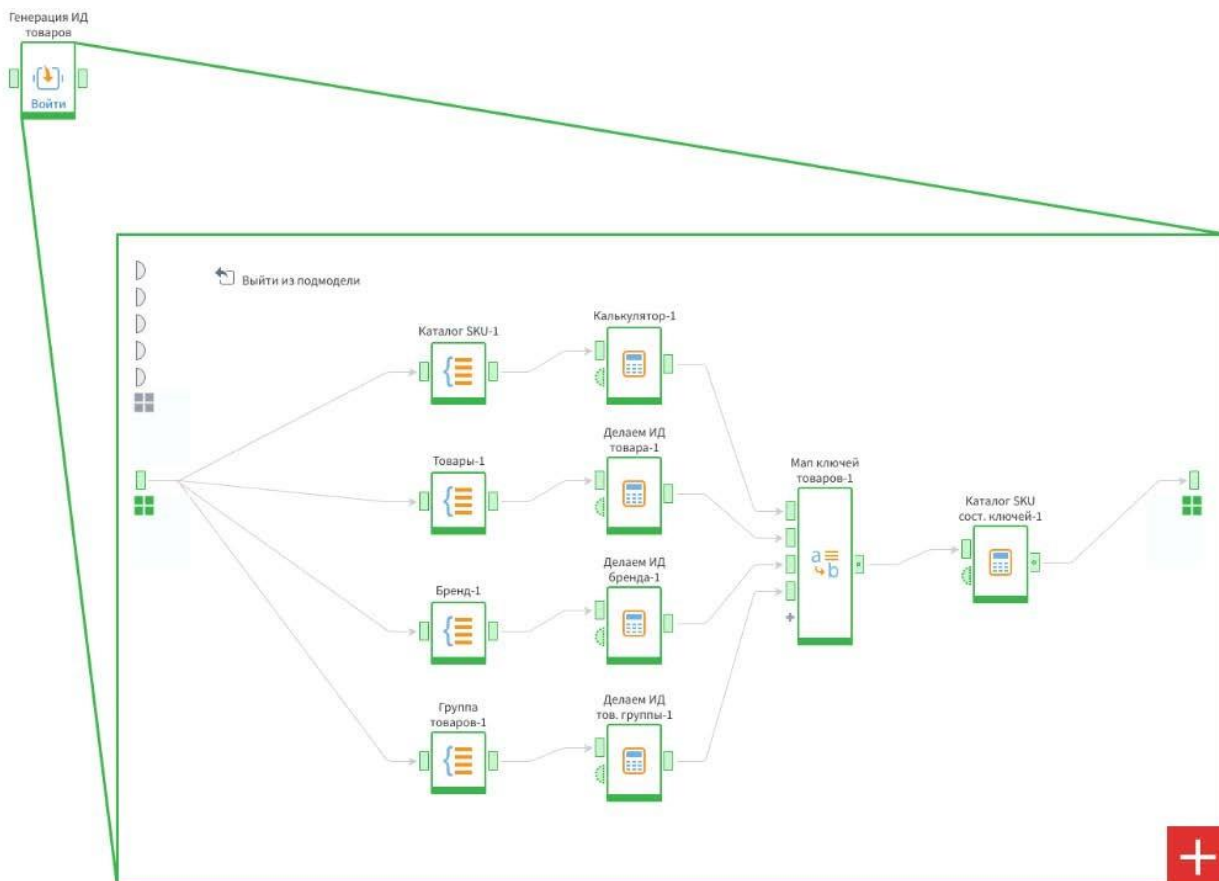 Генерация ИД
товаров
Войти
Выйти из подмодели
Каталог SKU-1
Калькулятор-1
Товары-1
Делаем ИД
товара-1
Мап ключей
товаров-1
Каталог SKU
сост. ключей-1
Бренд-1
Делаем ИД
бренда-1
Группа
товаров-1
Делаем ИД
тов. группы-1